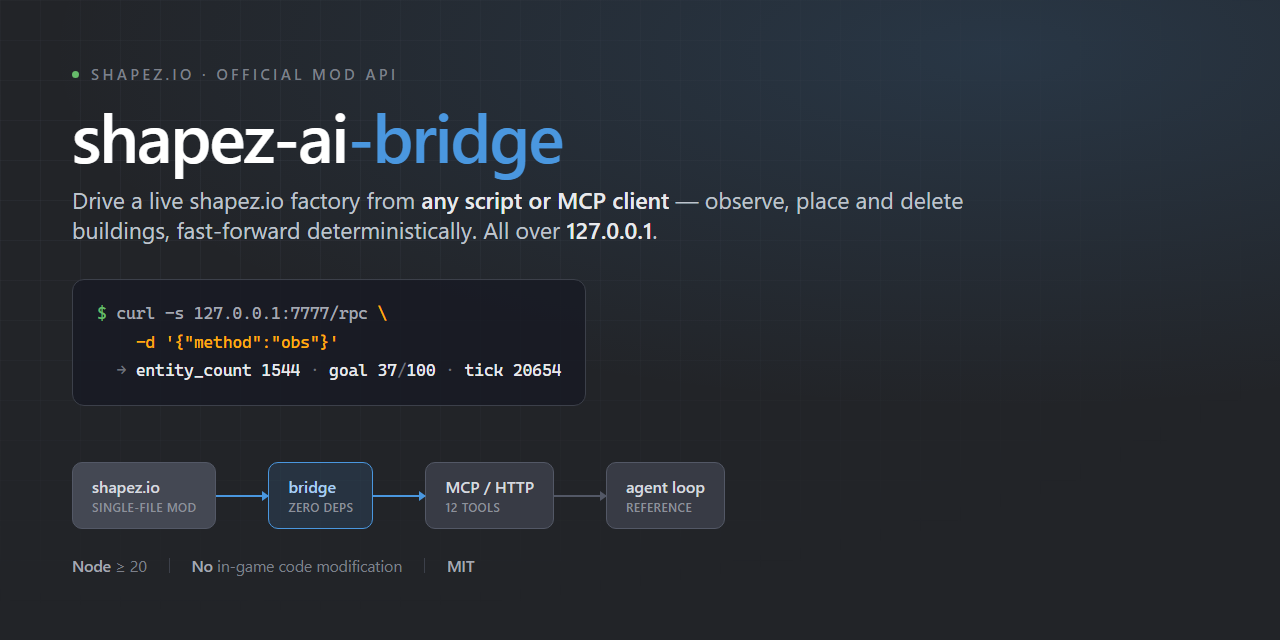 SHAPEZ.IO · OFFICIAL MOD API
shapez-ai-bridge
Drive a live shapez.io factory from any script or MCP client — observe, place and delete
buildings, fast-forward deterministically. All over 127.0.0.1.
$ curl -s 127.0.0.1:7777/rpc \
-d '{"method":"obs"}'
→ entity_count 1544 · goal 37/100 · tick 20654
shapez.io
SINGLE-FILE MOD
bridge
ZERO DEPS
MCP / HTTP
12 TOOLS
agent loop
REFERENCE
Node ≥ 20
No in-game code modification
MIT